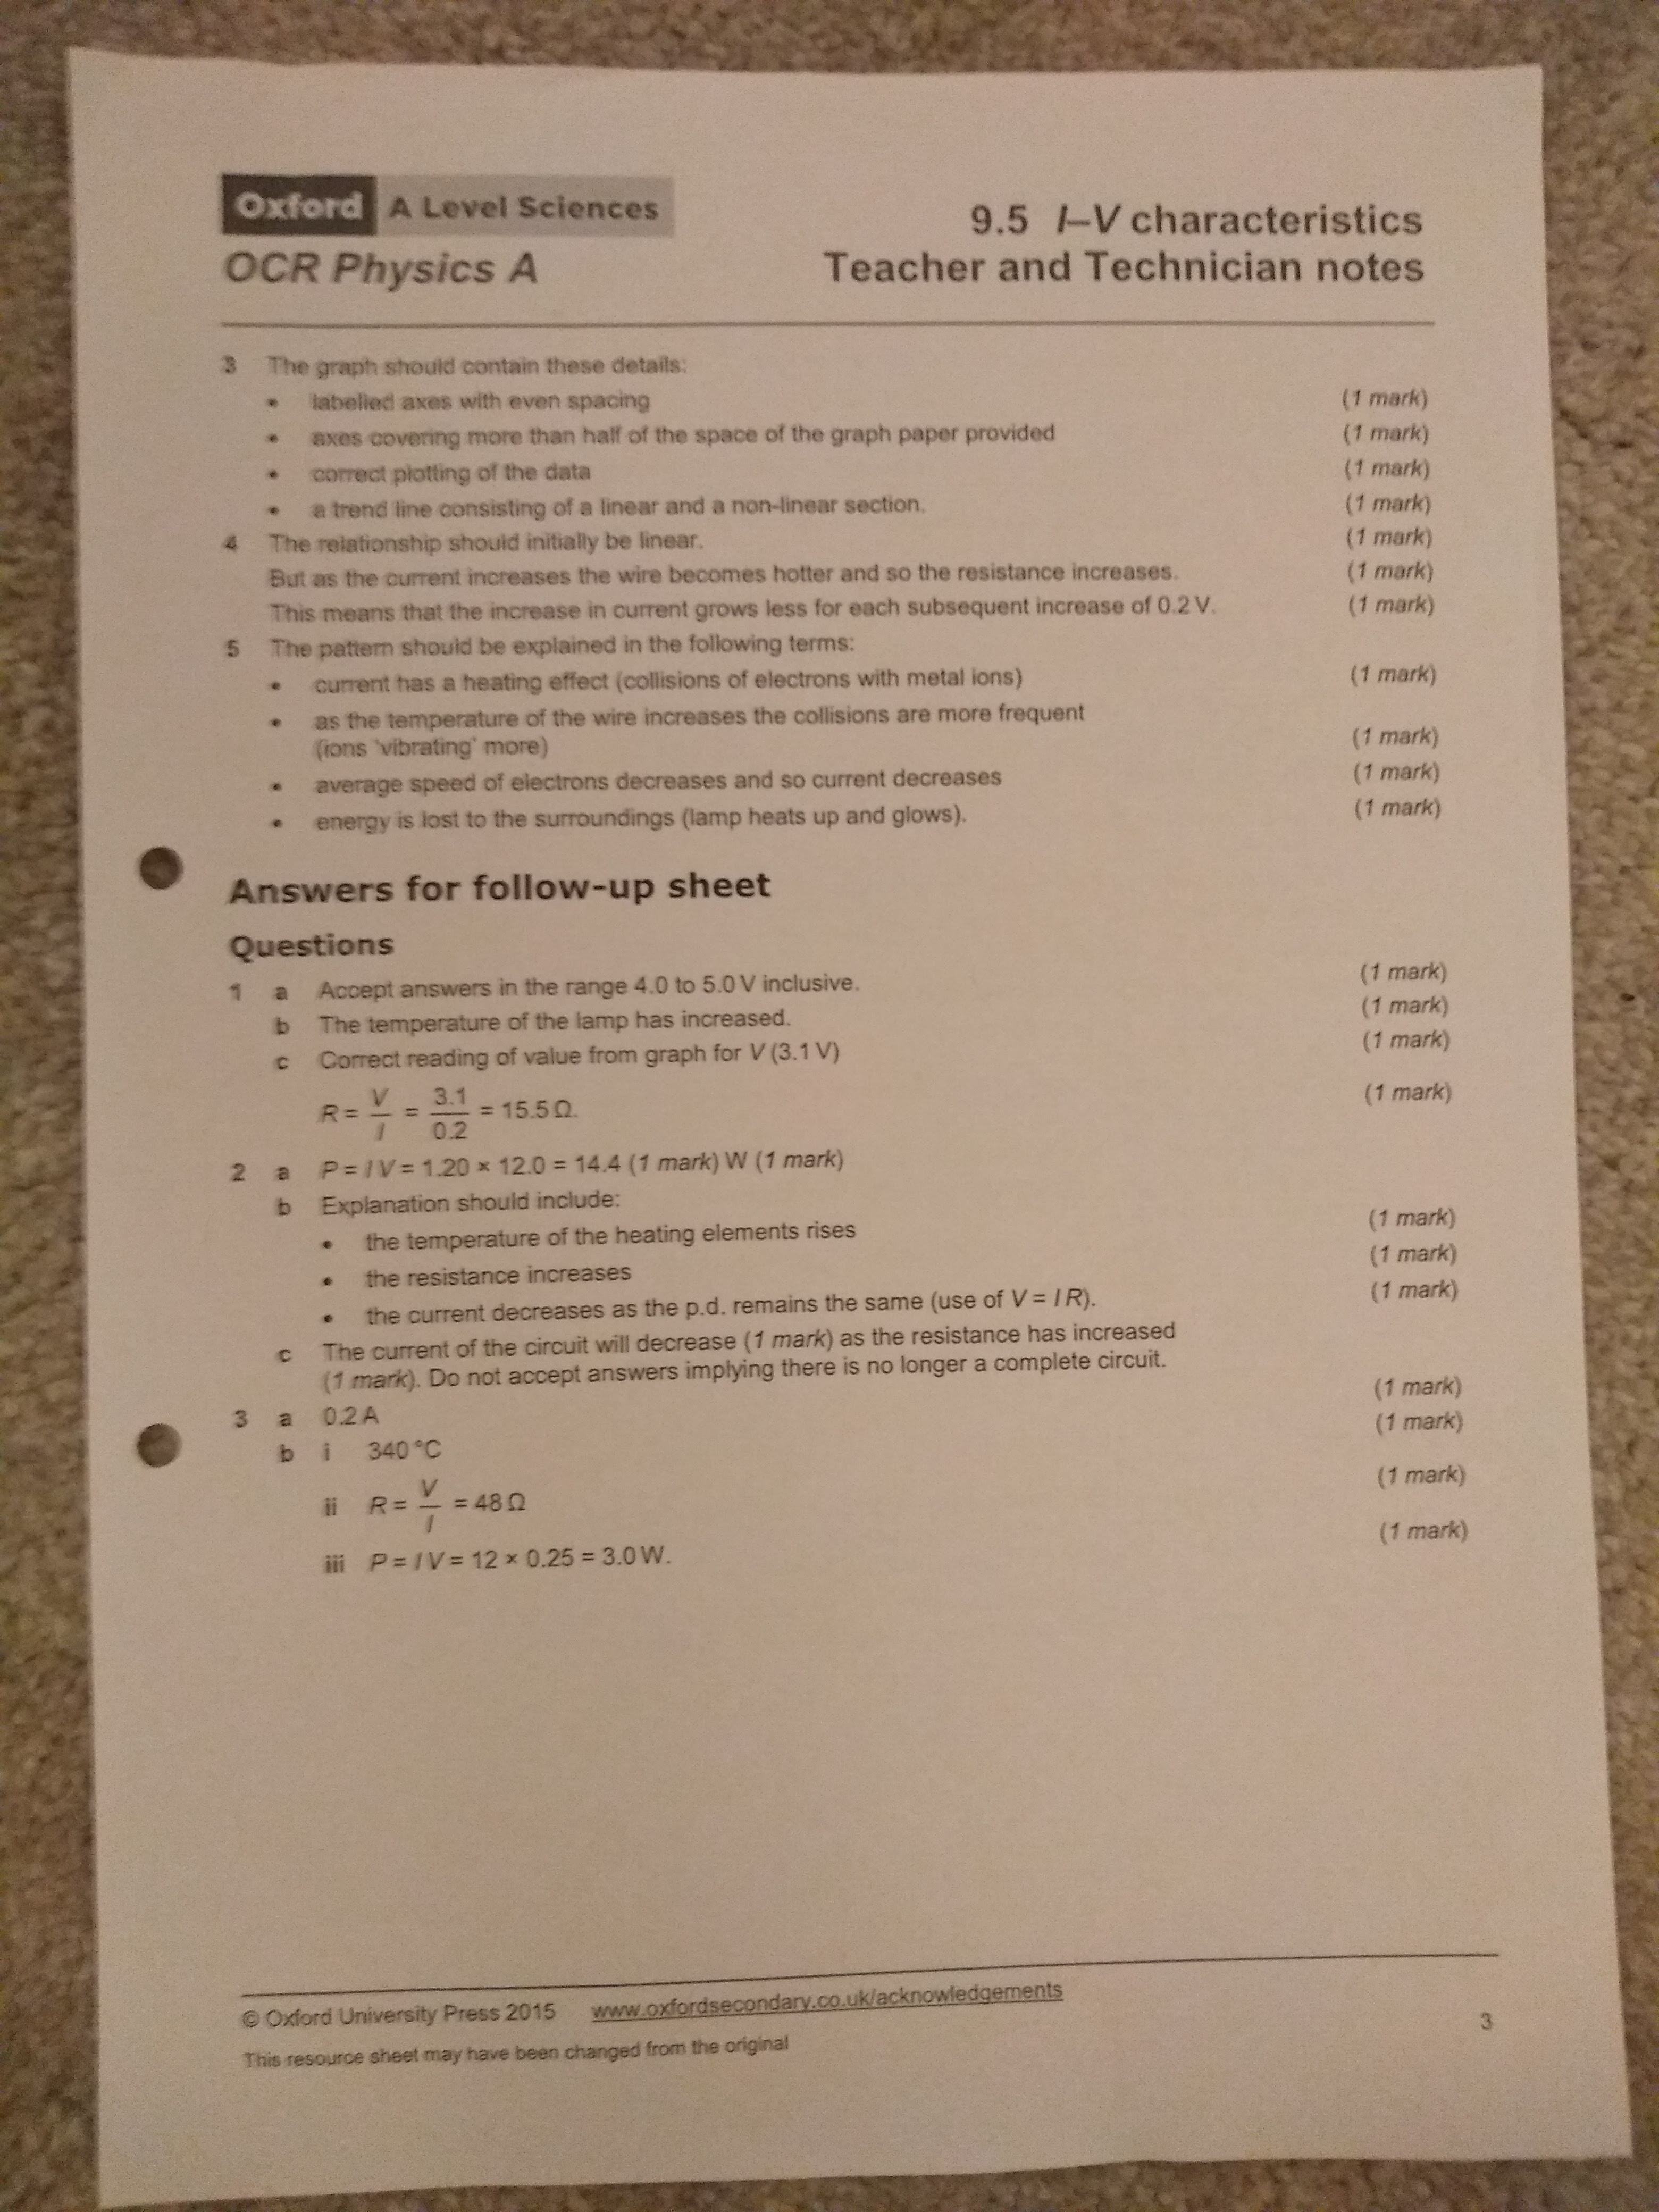 Oxford A Level Sciences
OCR Physics A
9.5 I–V characteristics
Teacher and Technician notes
3 The graph should contain these details:
• labelled axes with even spacing (1 mark)
• axes covering more than half of the space of the graph paper provided (1 mark)
• correct plotting of the data (1 mark)
• a trend line consisting of a linear and a non-linear section. (1 mark)
4 The relationship should initially be linear. (1 mark)
But as the current increases the wire becomes hotter and so the resistance increases. (1 mark)
This means that the increase in current grows less for each subsequent increase of 0.2 V. (1 mark)
5 The pattern should be explained in the following terms:
• current has a heating effect (collisions of electrons with metal ions) (1 mark)
• as the temperature of the wire increases the collisions are more frequent
(ions 'vibrating' more) (1 mark)
• average speed of electrons decreases and so current decreases (1 mark)
• energy is lost to the surroundings (lamp heats up and glows). (1 mark)
Answers for follow-up sheet
Questions
1 a Accept answers in the range 4.0 to 5.0 V inclusive. (1 mark)
b The temperature of the lamp has increased. (1 mark)
c Correct reading of value from graph for V (3.1 V) (1 mark)
R = V/I = 3.1/0.2 = 15.5 Ω. (1 mark)
2 a P = I V = 1.20 × 12.0 = 14.4 (1 mark) W (1 mark)
b Explanation should include:
• the temperature of the heating elements rises (1 mark)
• the resistance increases (1 mark)
• the current decreases as the p.d. remains the same (use of V = I R). (1 mark)
c The current of the circuit will decrease (1 mark) as the resistance has increased
(1 mark). Do not accept answers implying there is no longer a complete circuit.
3 a 0.2 A (1 mark)
b i 340 °C (1 mark)
ii R = V/I = 48 Ω (1 mark)
iii P = I V = 12 × 0.25 = 3.0 W. (1 mark)
© Oxford University Press 2015 www.oxfordsecondary.co.uk/acknowledgements
This resource sheet may have been changed from the original
3